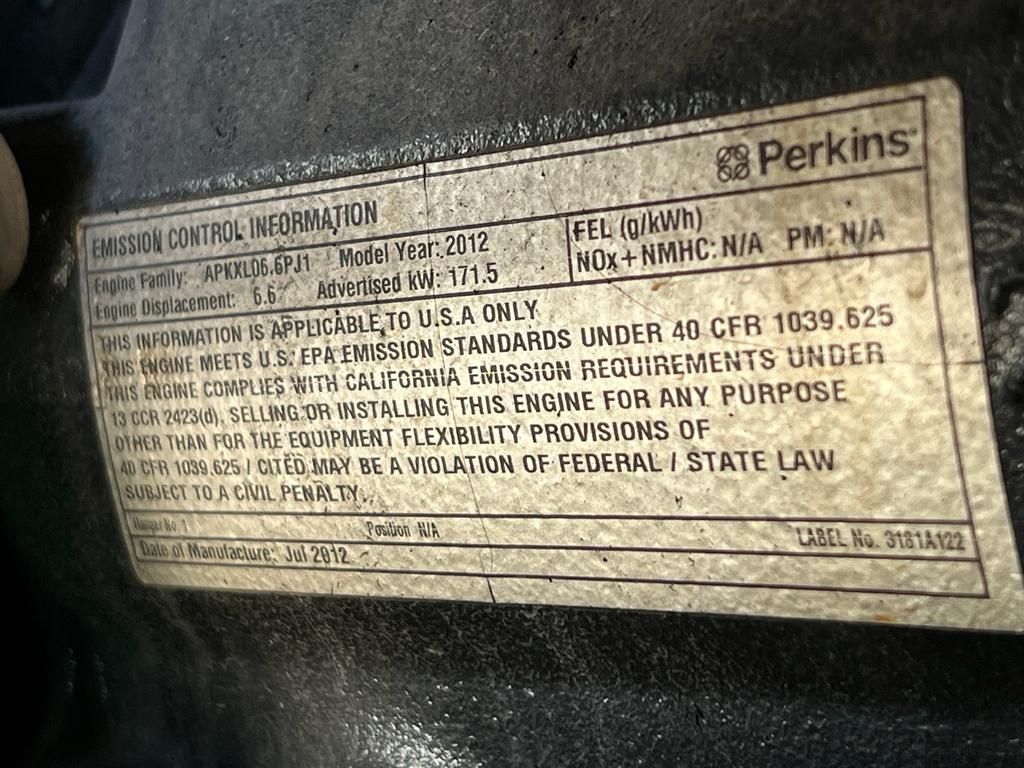 Perkins
EMISSION CONTROL INFORMATION
Engine Family: APKXL06.6PJ1 Model Year: 2012
Engine Displacement: 6.6 Advertised kW: 171.5
FEL (g/kWh)
NOx + NMHC: N/A PM: N/A
THIS INFORMATION IS APPLICABLE TO U.S.A ONLY
THIS ENGINE MEETS U.S. EPA EMISSION STANDARDS UNDER 40 CFR 1039.625
THIS ENGINE COMPLIES WITH CALIFORNIA EMISSION REQUIREMENTS UNDER
13 CCR 2423(d), SELLING OR INSTALLING THIS ENGINE FOR ANY PURPOSE
OTHER THAN FOR THE EQUIPMENT FLEXIBILITY PROVISIONS OF
40 CFR 1039.625 / CITED MAY BE A VIOLATION OF FEDERAL / STATE LAW
SUBJECT TO A CIVIL PENALTY.
No 1 Position N/A LABEL No. 3181A122
Date of Manufacture: Jul 2012